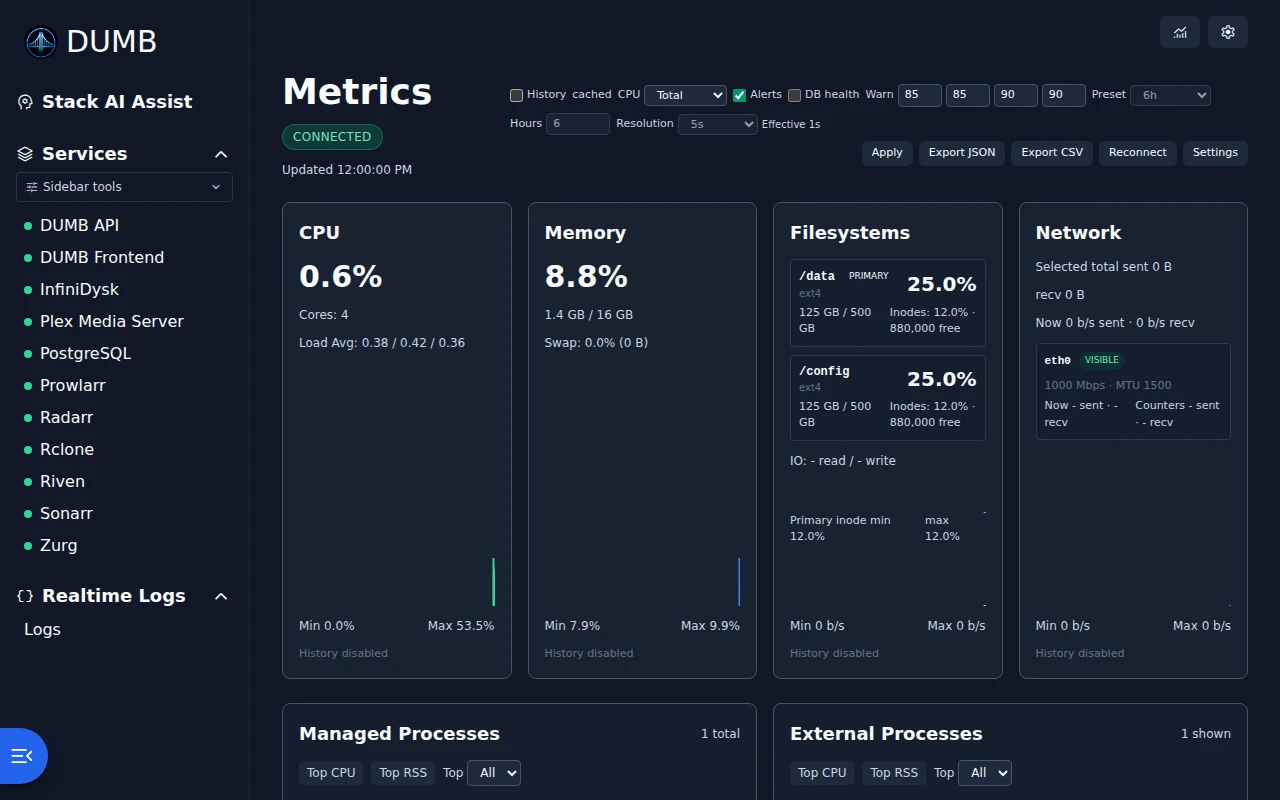 DUMB
Stack AI Assist
Services
Sidebar tools
DUMB API
DUMB Frontend
InfiniDysk
Plex Media Server
PostgreSQL
Prowlarr
Radarr
Rclone
Riven
Sonarr
Zurg
Realtime Logs
Logs
Metrics
CONNECTED
Updated 12:00:00 PM
History cached CPU Total Alerts DB health Warn 85 85 90 90 Preset 6h
Hours 6 Resolution 5s Effective 1s
Apply Export JSON Export CSV Reconnect Settings
CPU
0.6%
Cores: 4
Load Avg: 0.38 / 0.42 / 0.36
Min 0.0% Max 53.5%
History disabled
Memory
8.8%
1.4 GB / 16 GB
Swap: 0.0% (0 B)
Min 7.9% Max 9.9%
History disabled
Filesystems
/data PRIMARY 25.0%
ext4
125 GB / 500 Inodes: 12.0% ·
GB 880,000 free
/config 25.0%
ext4
125 GB / 500 Inodes: 12.0% ·
GB 880,000 free
IO: - read / - write
Primary inode min max
12.0% 12.0%
Min 0 b/s Max 0 b/s
History disabled
Network
Selected total sent 0 B
recv 0 B
Now 0 b/s sent · 0 b/s recv
eth0 VISIBLE
1000 Mbps · MTU 1500
Now - sent · - Counters - sent
recv · - recv
Min 0 b/s Max 0 b/s
History disabled
Managed Processes 1 total
Top CPU Top RSS Top All
External Processes 1 shown
Top CPU Top RSS Top All